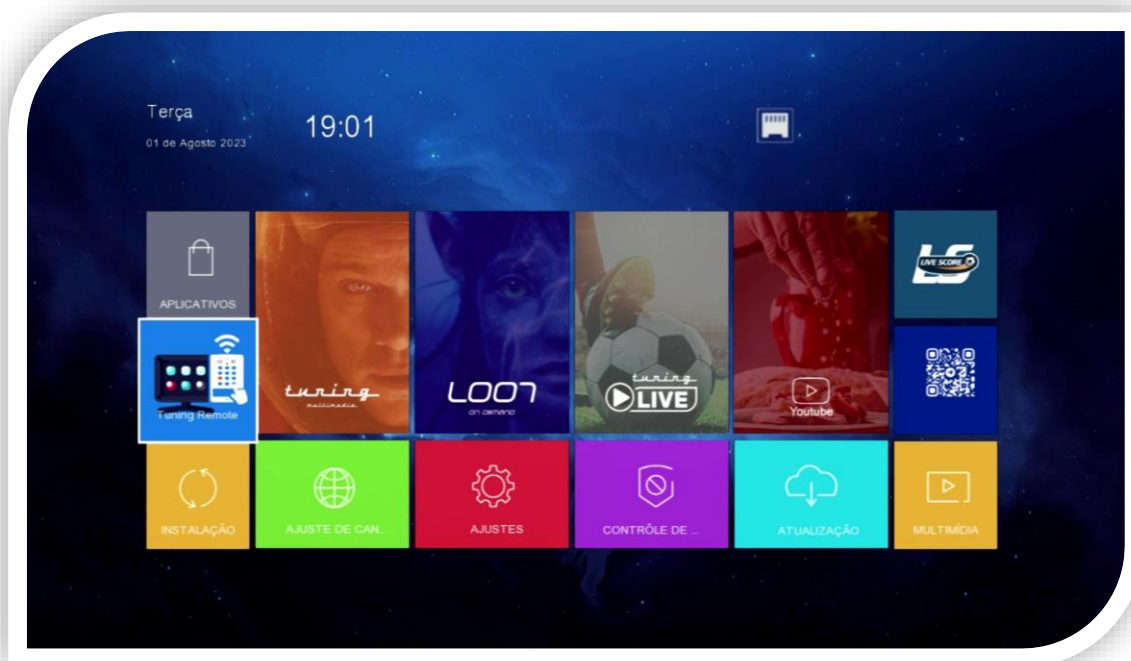 Terça
19:01
01 de Agosto 2023
APLICATIVOS
LS
LIVE SCORE
tuning
multimedia
LOO7
on demand
tuning
LIVE
Youtube
Tuning Remote
INSTALAÇÃO
AJUSTE DE CAN...
AJUSTES
CONTRÔLE DE ...
ATUALIZAÇÃO
MULTIMÍDIA